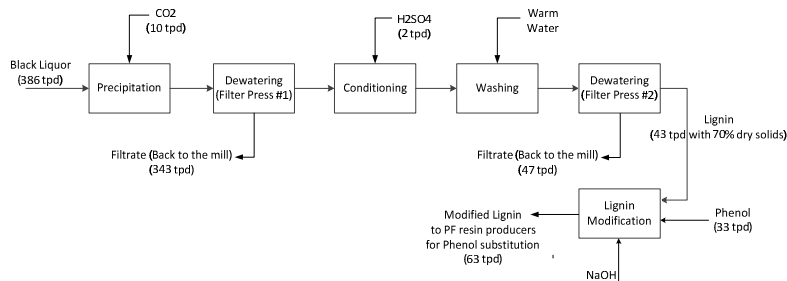 CO2
(10 tpd)
H2SO4
(2 tpd)
Warm
Water
Black Liquor
(386 tpd)
Precipitation
Dewatering
(Filter Press #1)
Conditioning
Washing
Dewatering
(Filter Press #2)
Lignin
(43 tpd with 70% dry solids)
Filtrate (Back to the mill)
(343 tpd)
Filtrate (Back to the mill)
(47 tpd)
Modified Lignin
to PF resin producers
for Phenol substitution
(63 tpd)
Lignin
Modification
Phenol
(33 tpd)
NaOH